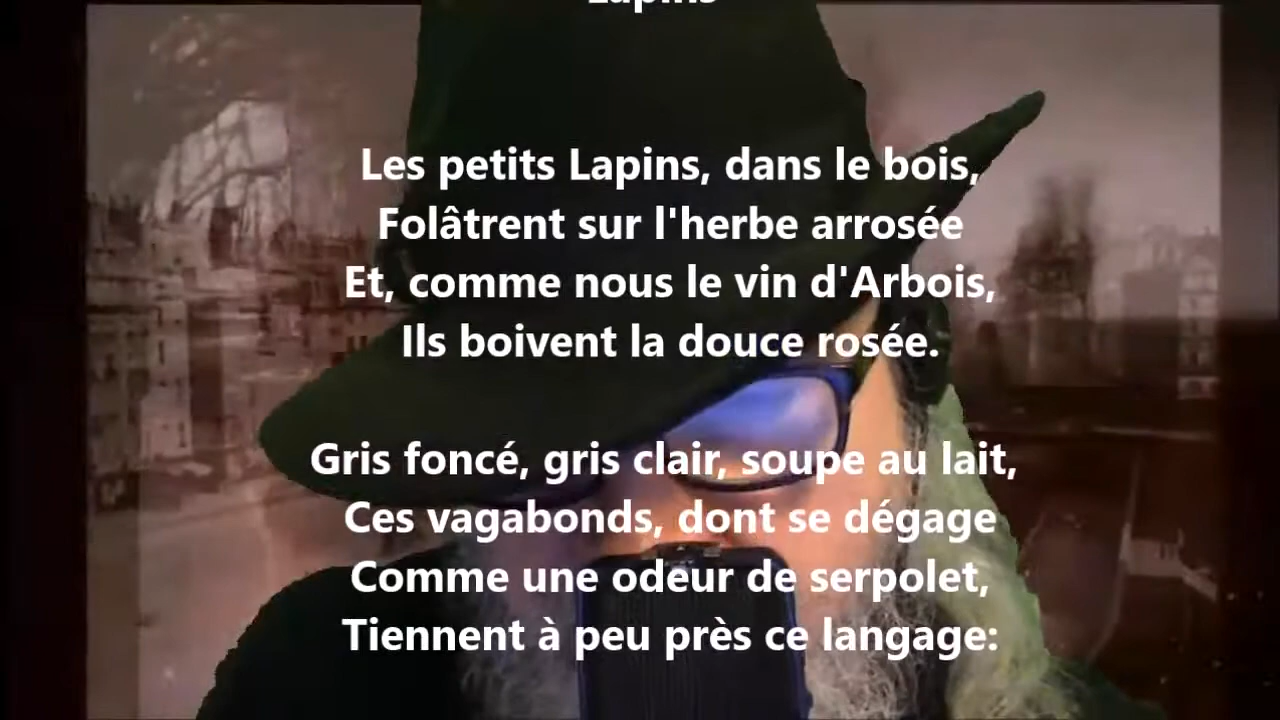 Lapins
Les petits Lapins, dans le bois,
Folâtrent sur l'herbe arrosée
Et, comme nous le vin d'Arbois,
Ils boivent la douce rosée.
Gris foncé, gris clair, soupe au lait,
Ces vagabonds, dont se dégage
Comme une odeur de serpolet,
Tiennent à peu près ce langage: